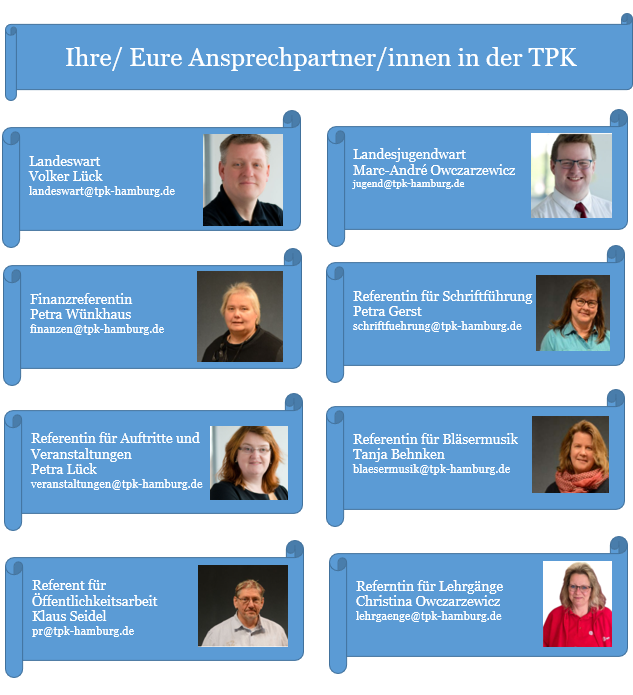 Ihre/ Eure Ansprechpartner/innen in der TPK
Landeswart
Volker Lück
landeswart@tpk-hamburg.de
Landesjugendwart
Marc-André Owczarzewicz
jugend@tpk-hamburg.de
Finanzreferentin
Petra Wünkhaus
finanzen@tpk-hamburg.de
Referentin für Schriftführung
Petra Gerst
schriftfuehrung@tpk-hamburg.de
Referentin für Auftritte und
Veranstaltungen
Petra Lück
veranstaltungen@tpk-hamburg.de
Referentin für Bläsermusik
Tanja Behnken
blaesermusik@tpk-hamburg.de
Referent für
Öffentlichkeitsarbeit
Klaus Seidel
pr@tpk-hamburg.de
Referntin für Lehrgänge
Christina Owczarzewicz
lehrgaenge@tpk-hamburg.de